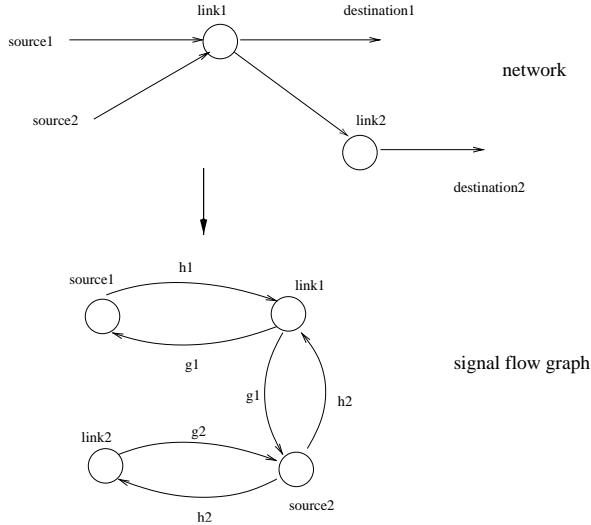 link1
destination1
source1
network
source2
link2
destination2
h1
source1
link1
g1
signal flow graph
g1
h2
g2
link2
h2
source2